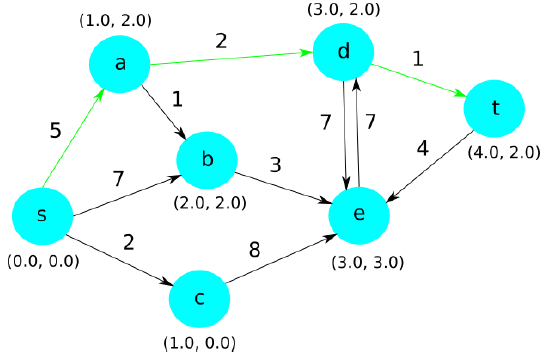 (1.0, 2.0)
(3.0, 2.0)
a
2
d
1
t
(4.0, 2.0)
5
1
7
7
4
b
(2.0, 2.0)
7
3
s
(0.0, 0.0)
e
(3.0, 3.0)
2
8
c
(1.0, 0.0)